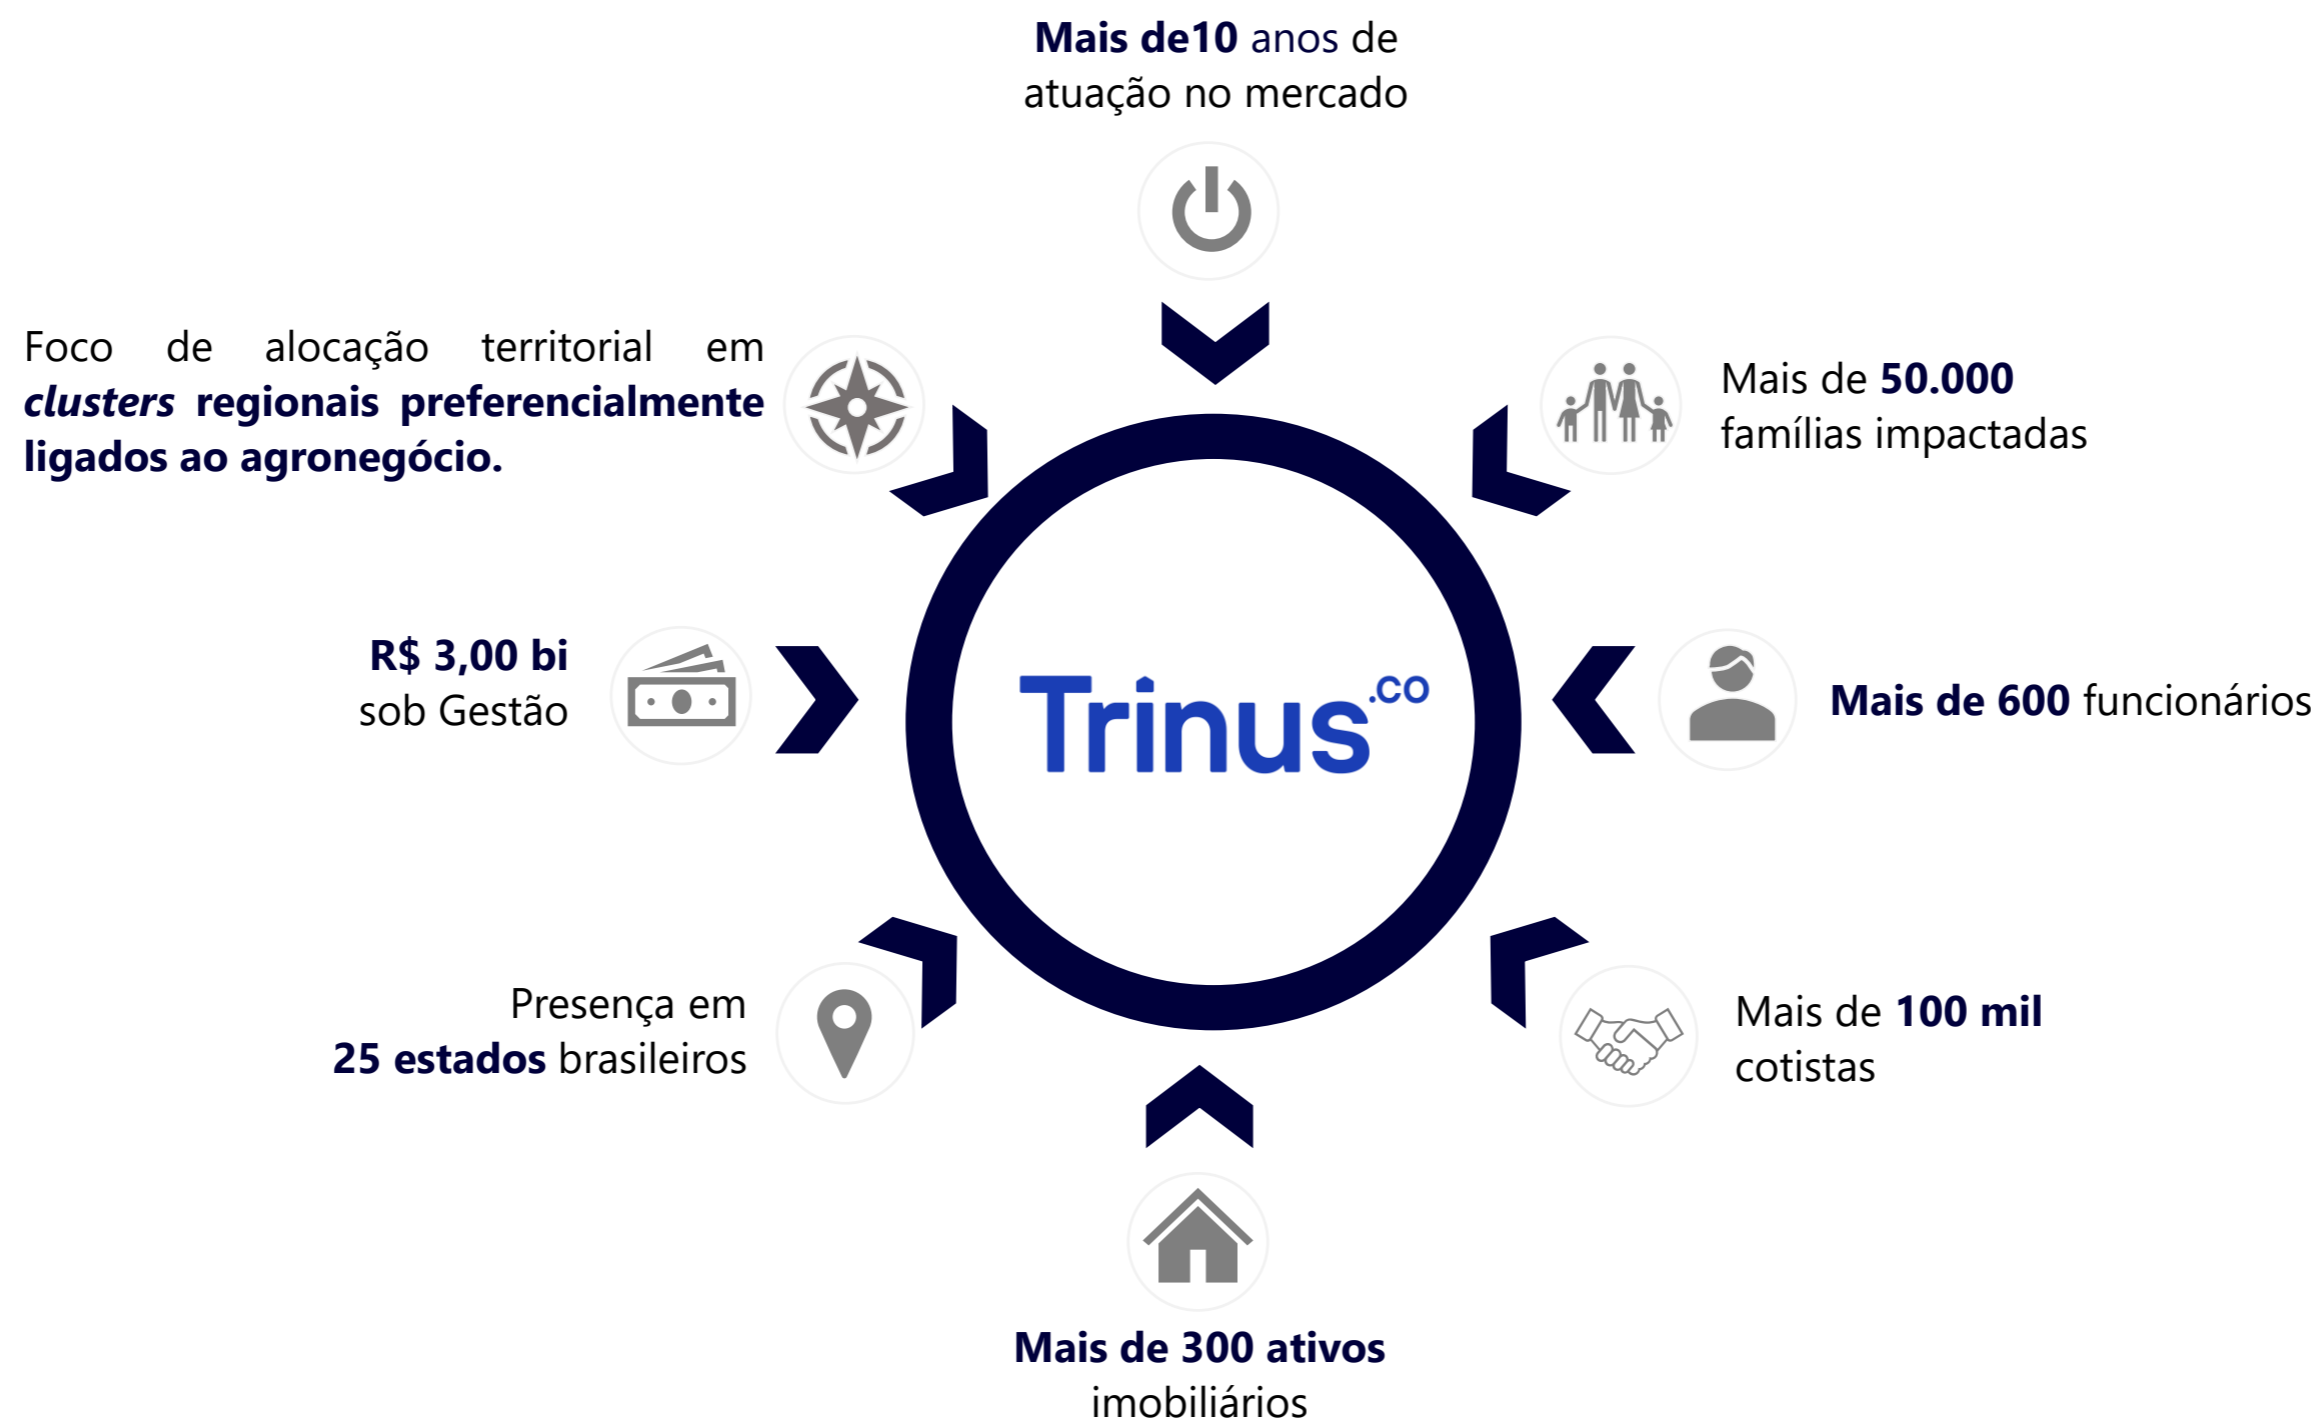 Mais de10 anos de
atuação no mercado
Foco de alocação territorial em
clusters regionais preferencialmente
ligados ao agronegócio.
Mais de 50.000
famílias impactadas
R$ 3,00 bi
sob Gestão
Trinus.co
Mais de 600 funcionários
Presença em
25 estados brasileiros
Mais de 100 mil
cotistas
Mais de 300 ativos
imobiliários